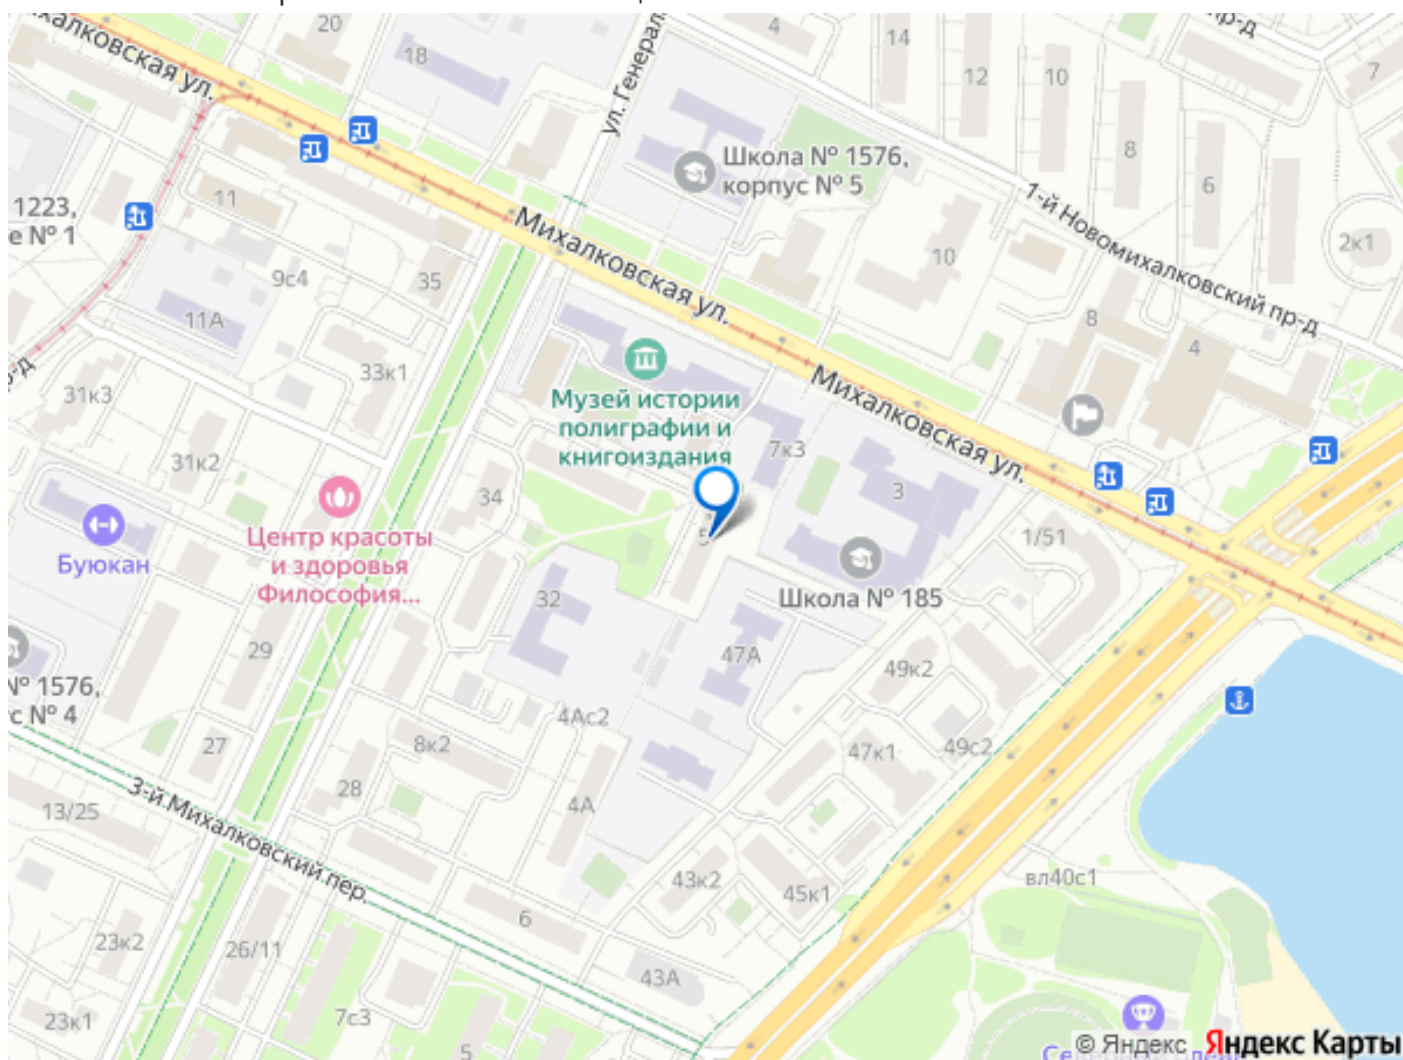 20
4
14
пр-д
Михалковская ул.
18
ул. Генерал
12
10
7
Школа № 1576,
корпус № 5
8
6
1223,
е № 1
11
1-й Новомихалковский пр-д
2к1
Михалковская ул.
10
9с4
35
11А
8
4
33к1
31к3
Музей истории
полиграфии и
книгоиздания
Михалковская ул.
7к3
31к2
34
3
Буюкан
Центр красоты
и здоровья
Философия...
5
1/51
32
Школа № 185
29
47А
49к2
№ 1576,
с № 4
4Ас2
27
8к2
47к1
49с2
28
4А
13/25
3-й Михалковский пер.
43к2
45к1
вл40с1
6
23к2
26/11
43А
23к1
7с3
5
© Яндекс Яндекс Карты